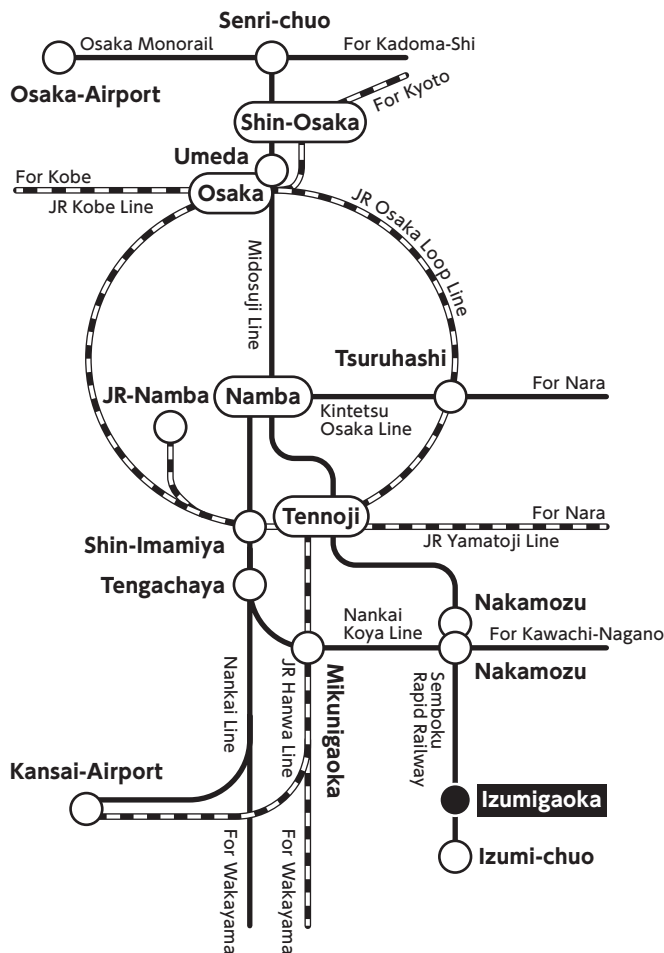 Senri-chuo
Osaka Monorail
For Kadoma-Shi
Osaka-Airport
For Kyoto
Shin-Osaka
Umeda
For Kobe
Osaka
JR Kobe Line
JR Osaka Loop Line
Midosuji Line
Tsuruhashi
JR-Namba
Namba
For Nara
Kintetsu
Osaka Line
Tennoji
For Nara
Shin-Imamiya
JR Yamatoji Line
Tengachaya
Nankai
Koya Line
Nakamozu
For Kawachi-Nagano
Nakamozu
Nankai Line
JR Hanwa Line
Mikunigaoka
Semboku
Rapid Railway
Kansai-Airport
Izumigaoka
For Wakayama
For Wakayama
Izumi-chuo